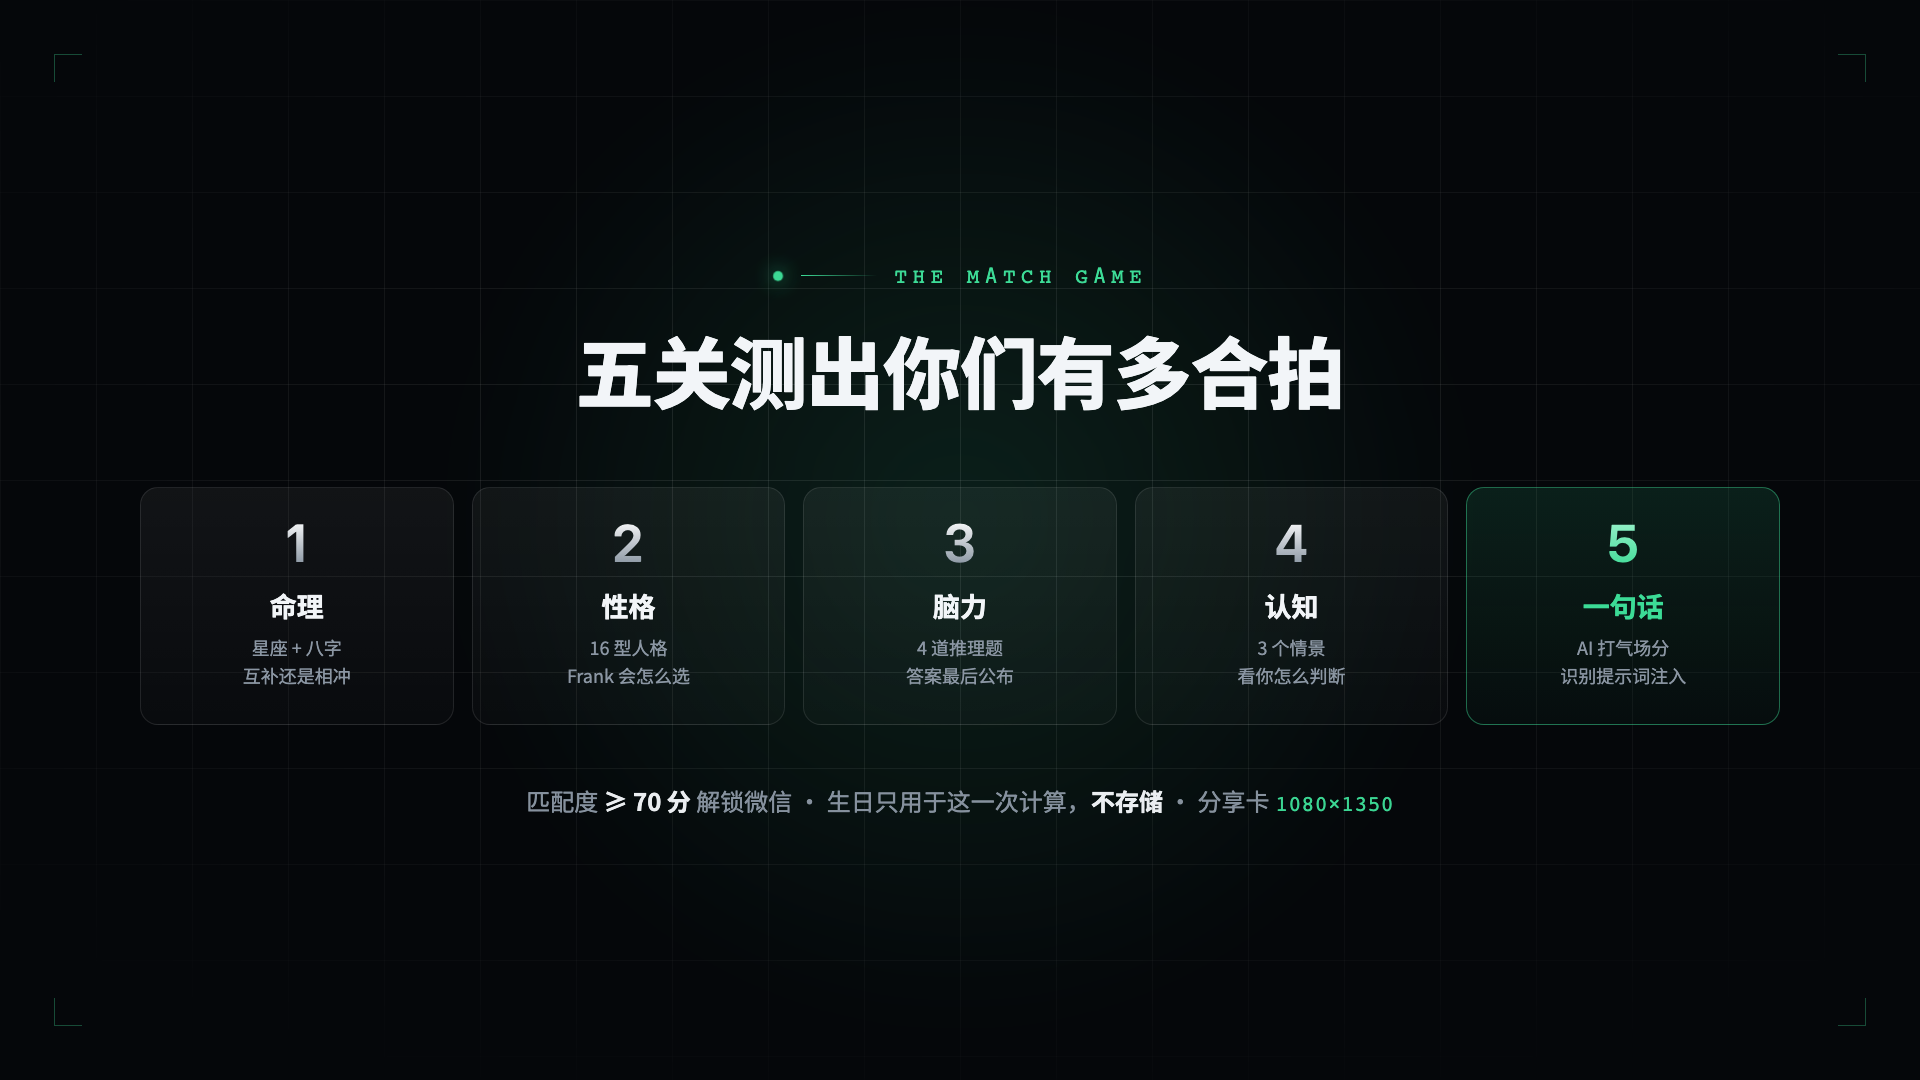 THE MATCH GAME
五关测出你们有多合拍
1
命理
星座 + 八字
互补还是相冲
2
性格
16 型人格
Frank 会怎么选
3
脑力
4 道推理题
答案最后公布
4
认知
3 个情景
看你怎么判断
5
一句话
AI 打气场分
识别提示词注入
匹配度 ≥ 70 分 解锁微信 · 生日只用于这一次计算，不存储 · 分享卡 1080×1350